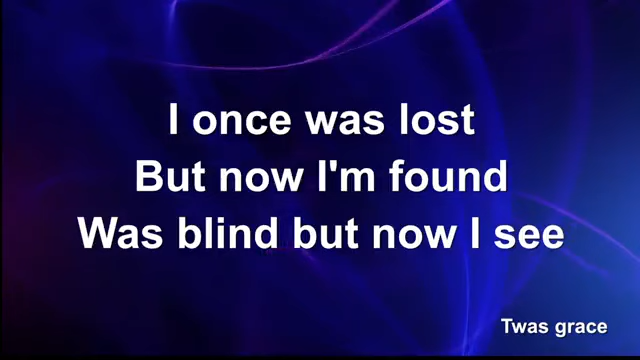 I once was lost
But now I'm found
Was blind but now I see
Twas grace